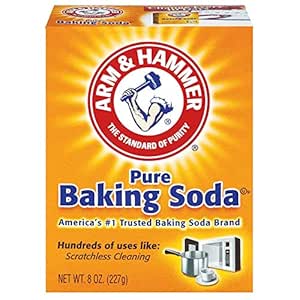 ARM & HAMMER
THE STANDARD OF PURITY
®
Pure
Baking Soda
America's #1 Trusted Baking Soda Brand
Hundreds of uses like:
Scratchless Cleaning
NET WT. 8 OZ. (227g)